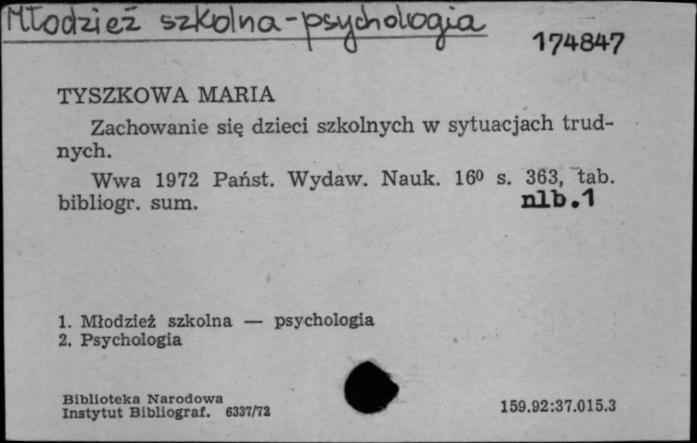 Młodzież szkolna-psychologia
174847
TYSZKOWA MARIA
Zachowanie się dzieci szkolnych w sytuacjach trud-
nych.
Wwa 1972 Państ. Wydaw. Nauk. 16⁰ s. 363, tab.
bibliogr. sum.
nlb.1
1. Młodzież szkolna — psychologia
2. Psychologia
Biblioteka Narodowa
Instytut Bibliograf. 6337/72
159.92:37.015.3